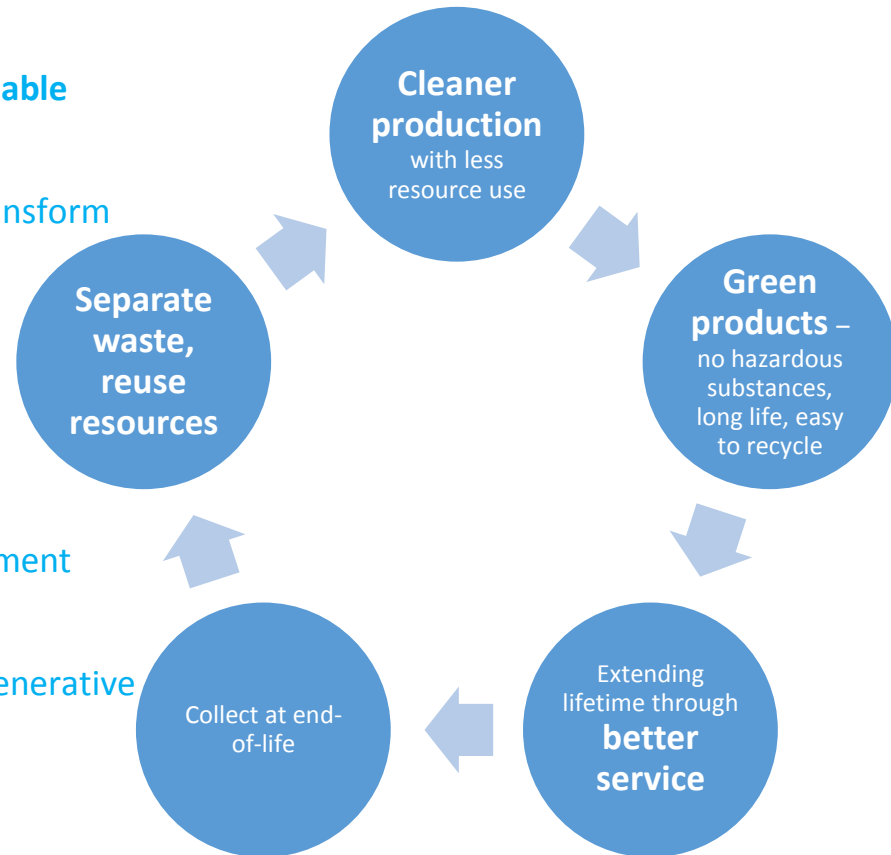 able
nsform
ment
enerative
Cleaner
production
with less
resource use
Green
products –
no hazardous
substances,
long life, easy
to recycle
Extending
lifetime through
better
service
Collect at end-
of-life
Separate
waste,
reuse
resources